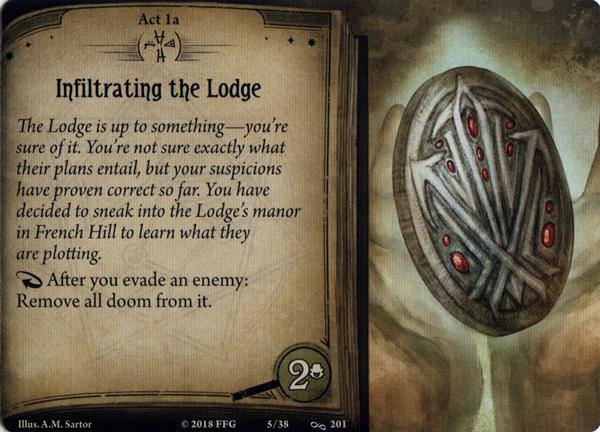 Act 1a
Infiltrating the Lodge
The Lodge is up to something—you're
sure of it. You're not sure exactly what
their plans entail, but your suspicions
have proven correct so far. You have
decided to sneak into the Lodge's manor
in French Hill to learn what they
are plotting.
After you evade an enemy:
Remove all doom from it.
2
Illus. A.M. Sartor © 2018 FFG 5/38 201